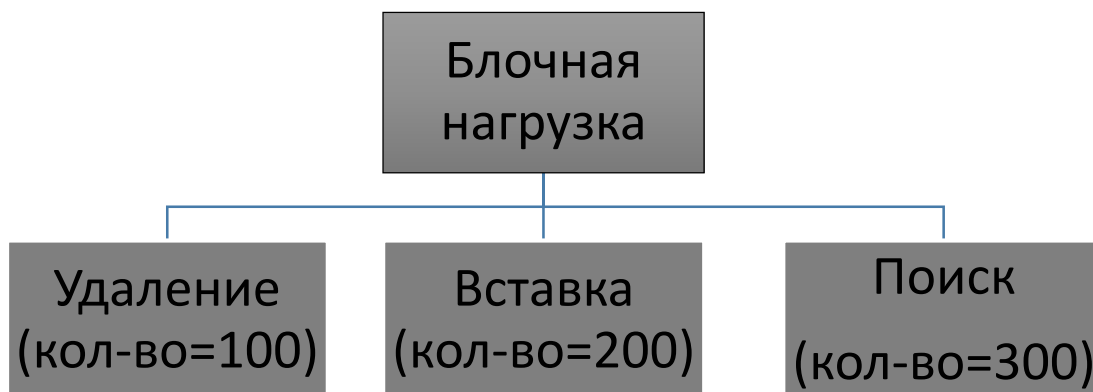 Блочная
нагрузка
Удаление
(кол-во=100)
Вставка
(кол-во=200)
Поиск
(кол-во=300)